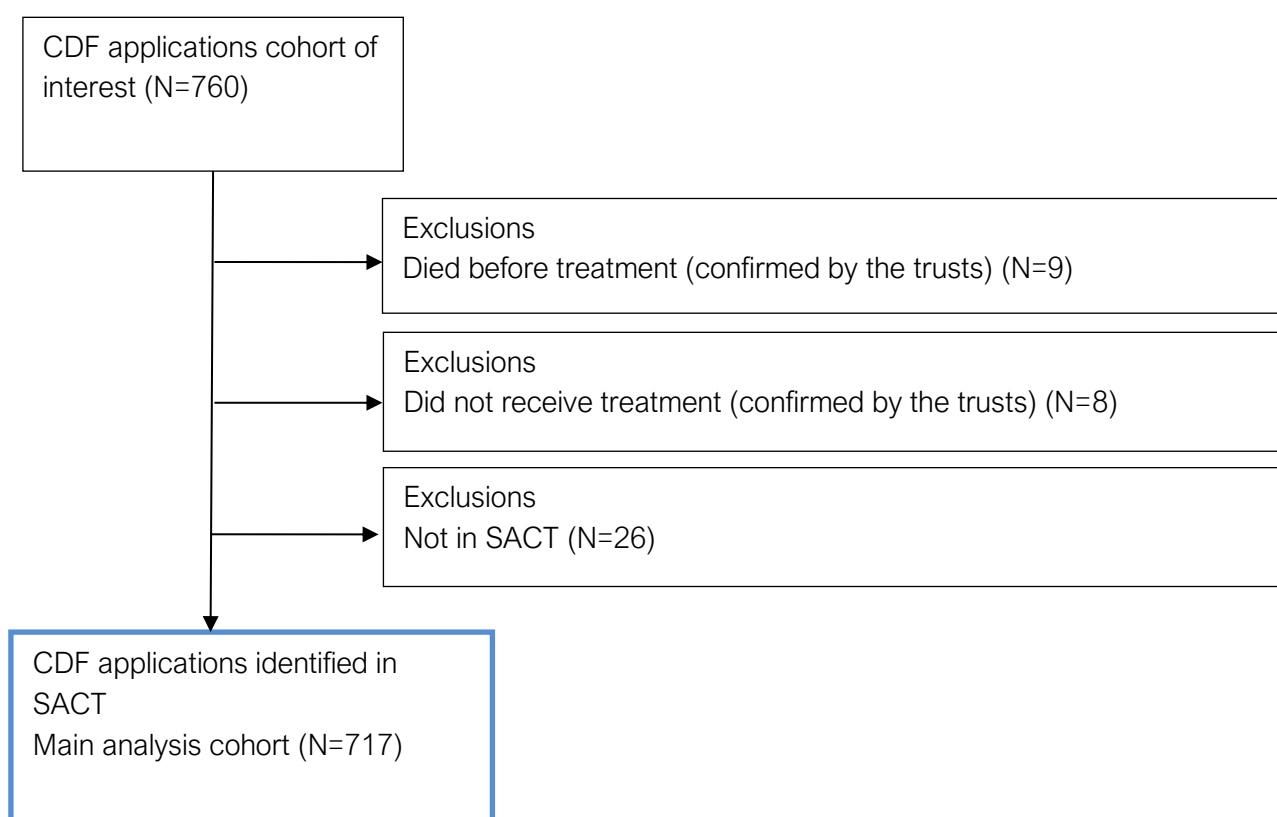 CDF applications cohort of
interest (N=760)
Exclusions
Died before treatment (confirmed by the trusts) (N=9)
Exclusions
Did not receive treatment (confirmed by the trusts) (N=8)
Exclusions
Not in SACT (N=26)
CDF applications identified in
SACT
Main analysis cohort (N=717)